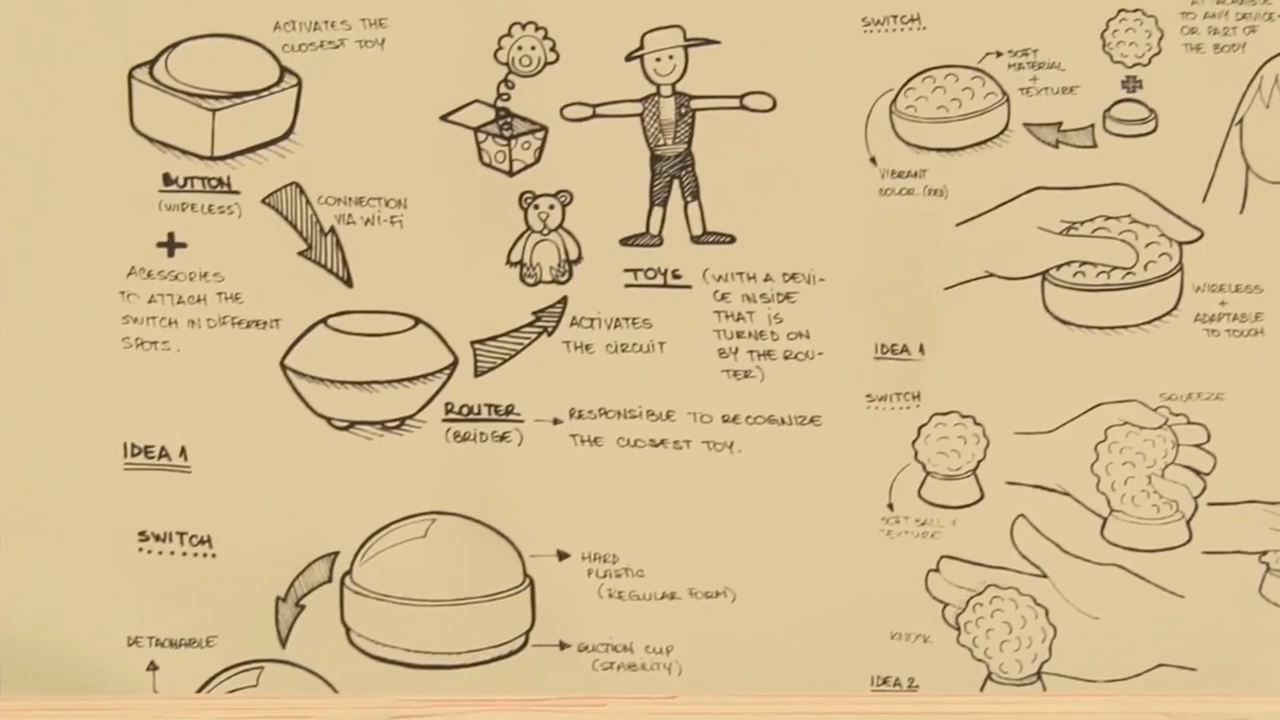 ACTIVATES THE
CLOSEST TOY
BUTTON
(WIRELESS)
+
ACESSORIES
TO ATTACH THE
SWITCH IN DIFFERENT
SPOTS.
CONNECTION
VIA WI-FI
ACTIVATES
THE CIRCUIT
TOYS
(WITH A DEVI-
CE INSIDE
THAT IS
TURNED ON
BY THE ROU-
TER)
ROUTER
(BRIDGE)
RESPONSIBLE TO RECOGNIZE
THE CLOSEST TOY.
IDEA 1
SWITCH
HARD
PLASTIC
(REGULAR FORM)
SUCTION CUP
(STABILITY)
DETACHABLE
SWITCH
SOFT
MATERIAL
+
TEXTURE
TO ANY DEVICE
OR PART OF
THE BODY
VIBRANT
COLOR (RED)
WIRELESS
+
ADAPTABLE
TO TOUCH
IDEA 1
SWITCH
SQUEEZE
SOFT BALL +
TEXTURE
KNOCK
IDEA 2